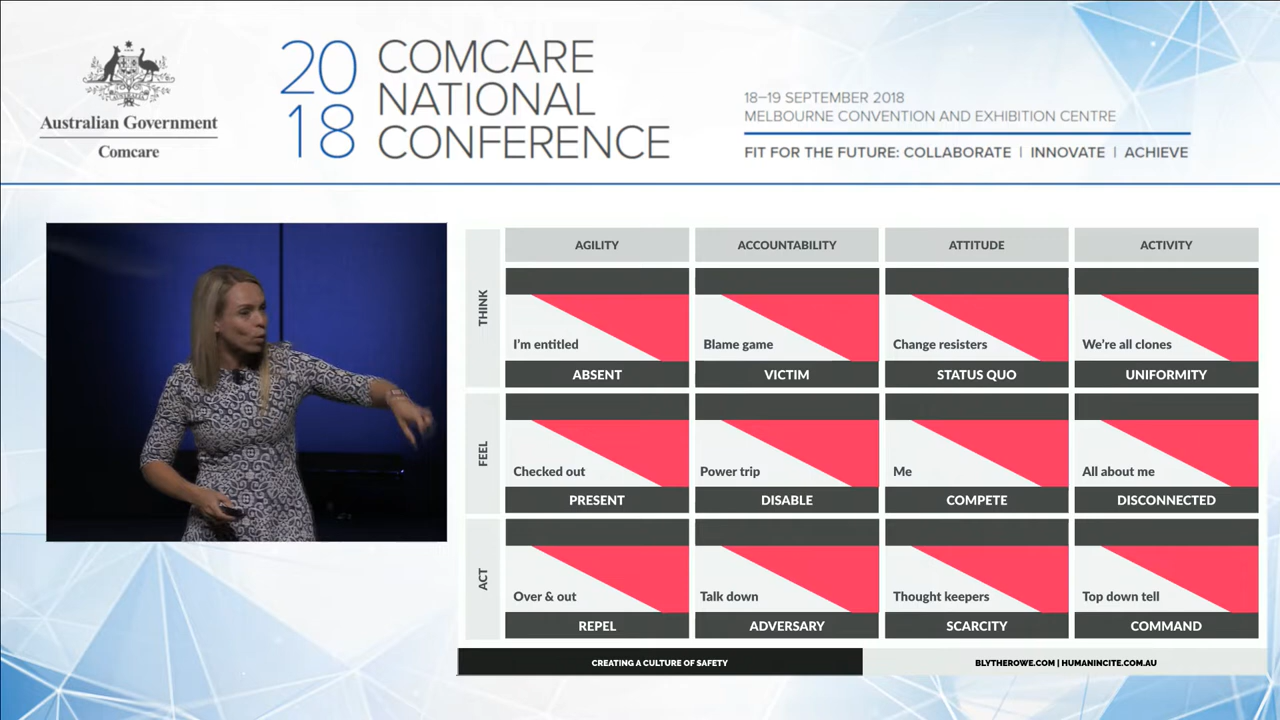 Australian Government
Comcare
20
18
COMCARE
NATIONAL
CONFERENCE
18–19 SEPTEMBER 2018
MELBOURNE CONVENTION AND EXHIBITION CENTRE
FIT FOR THE FUTURE: COLLABORATE | INNOVATE | ACHIEVE
AGILITY ACCOUNTABILITY ATTITUDE ACTIVITY
THINK
I'm entitled Blame game Change resisters We're all clones
ABSENT VICTIM STATUS QUO UNIFORMITY
FEEL
Checked out Power trip Me All about me
PRESENT DISABLE COMPETE DISCONNECTED
ACT
Over & out Talk down Thought keepers Top down tell
REPEL ADVERSARY SCARCITY COMMAND
CREATING A CULTURE OF SAFETY
BLYTHEROWE.COM | HUMANINCITE.COM.AU